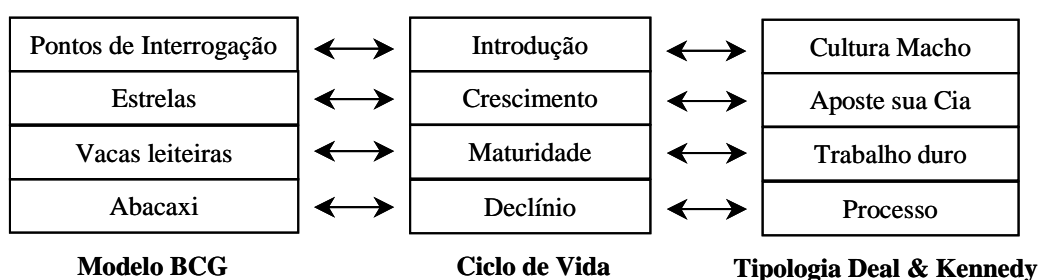 Pontos de Interrogação Introdução Cultura Macho
Estrelas Crescimento Aposte sua Cia
Vacas leiteiras Maturidade Trabalho duro
Abacaxi Declínio Processo
Modelo BCG Ciclo de Vida Tipologia Deal & Kennedy